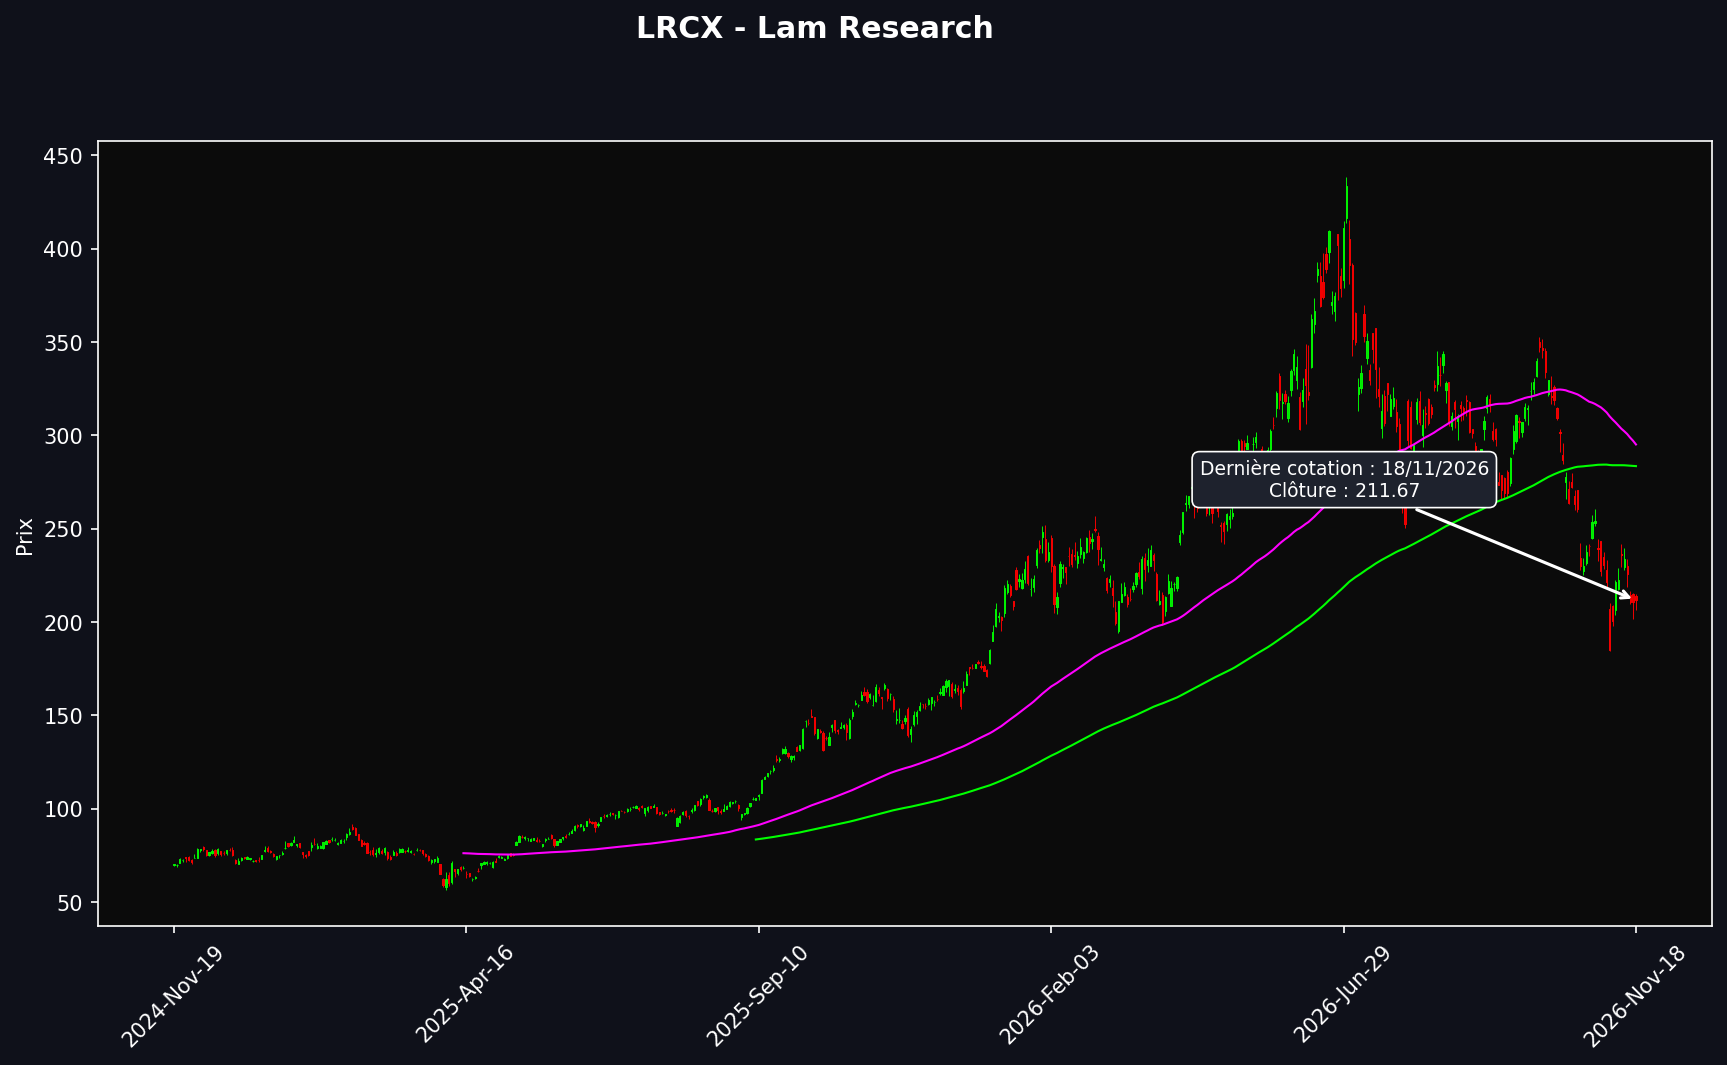 LRCX - Lam Research
Prix
450
400
350
300
250
200
150
100
50
Dernière cotation : 18/11/2026
Clôture : 211.67
2024-Nov-19
2025-Apr-16
2025-Sep-10
2026-Feb-03
2026-Jun-29
2026-Nov-18